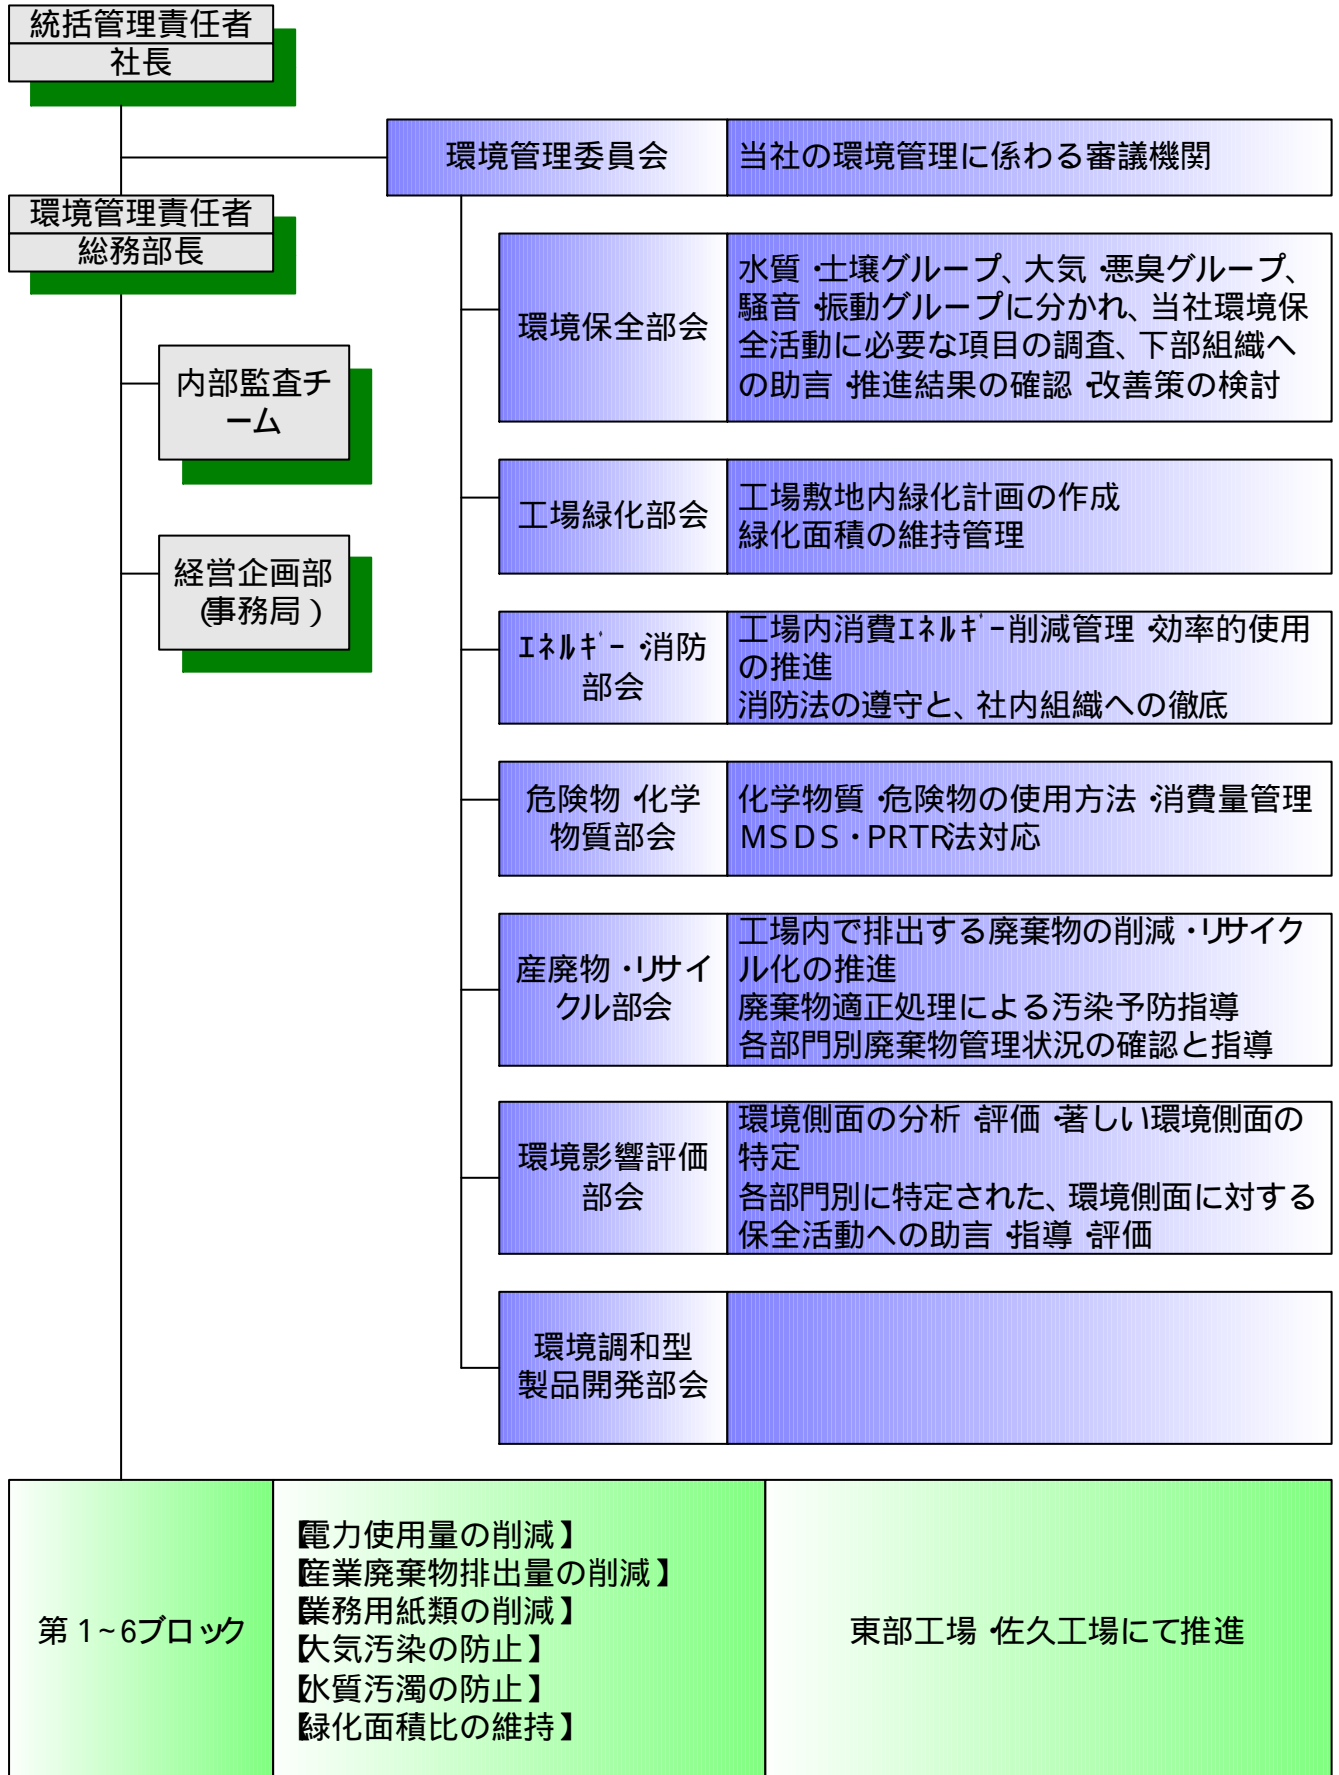 統括管理責任者
社長
環境管理委員会
当社の環境管理に係わる審議機関
環境管理責任者
総務部長
環境保全部会
水質・土壌グループ、大気・悪臭グループ、
騒音・振動グループに分かれ、当社環境保
全活動に必要な項目の調査、下部組織へ
の助言・推進結果の確認・改善策の検討
内部監査チ
ーム
工場緑化部会
工場敷地内緑化計画の作成
緑化面積の維持管理
経営企画部
(事務局)
エネルギー・消防
部会
工場内消費エネルギー削減管理・効率的使用
の推進
消防法の遵守と、社内組織への徹底
危険物・化学
物質部会
化学物質・危険物の使用方法・消費量管理
MSDS・PRTR法対応
産廃物・リサイ
クル部会
工場内で排出する廃棄物の削減・リサイク
ル化の推進
廃棄物適正処理による汚染予防指導
各部門別廃棄物管理状況の確認と指導
環境影響評価
部会
環境側面の分析・評価・著しい環境側面の
特定
各部門別に特定された、環境側面に対する
保全活動への助言・指導・評価
環境調和型
製品開発部会
第1~6ブロック
【電力使用量の削減】
【産業廃棄物排出量の削減】
【業務用紙類の削減】
【大気汚染の防止】
【水質汚濁の防止】
【緑化面積比の維持】
東部工場・佐久工場にて推進